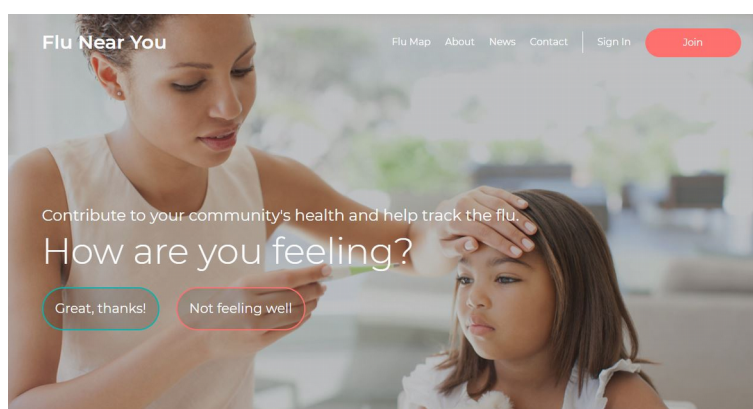 Flu Near You
Flu Map About News Contact Sign In Join
Contribute to your community's health and help track the flu.
How are you feeling?
Great, thanks! Not feeling well